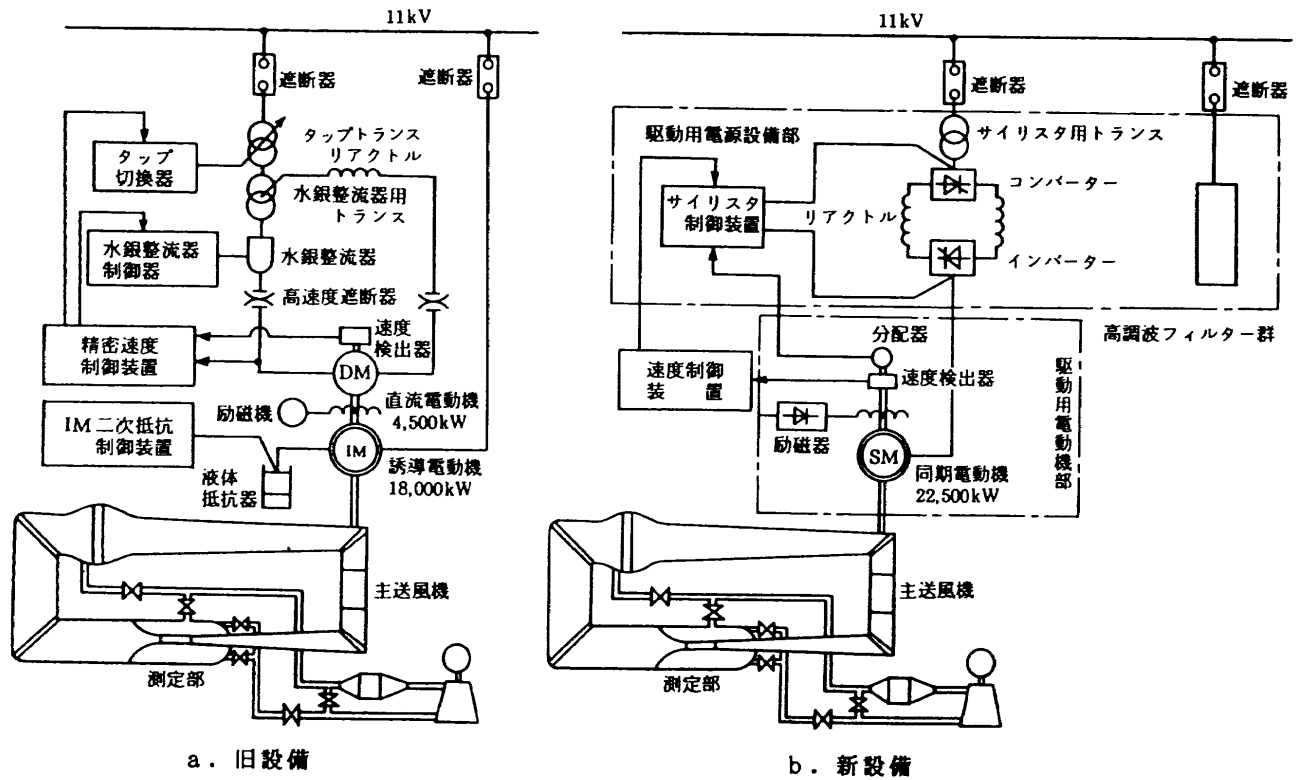 11kV
遮断器
遮断器
タップトランス
リアクトル
タップ
切換器
水銀整流器用
トランス
水銀整流器
制御器
水銀整流器
高速度遮断器
精密速度
制御装置
速度
検出器
DM
励磁機
直流電動機
4,500kW
IM二次抵抗
制御装置
IM
液体
抵抗器
誘導電動機
18,000kW
主送風機
測定部
a. 旧設備
11kV
遮断器
遮断器
駆動用電源設備部
サイリスタ用トランス
サイリスタ
制御装置
リアクトル
コンバーター
インバーター
高調波フィルター群
分配器
速度制御
装　置
速度検出器
駆動用電動機部
励磁器
SM
同期電動機
22,500kW
主送風機
測定部
b. 新設備